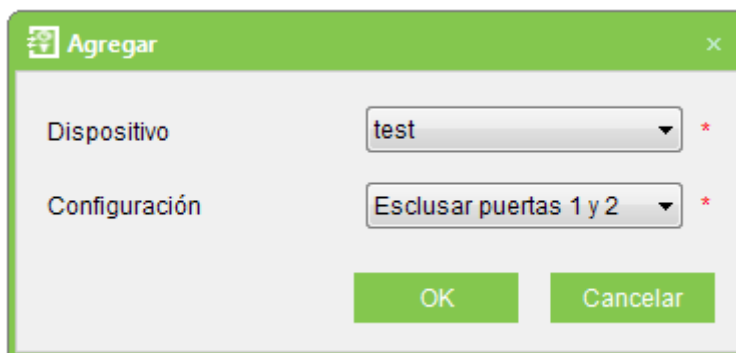 Agregar ×
Dispositivo test *
Configuración Esclusar puertas 1 y 2 *
OK Cancelar